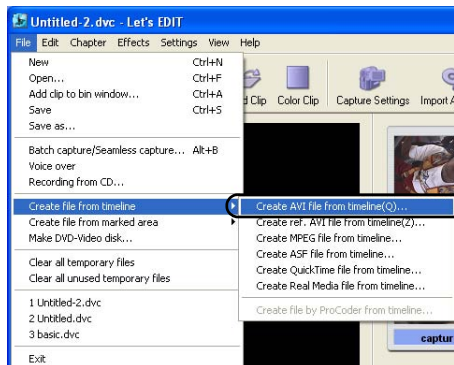 Untitled-2.dvc - Let's EDIT
File Edit Chapter Effects Settings View Help
New Ctrl+N
Open... Ctrl+F
Add clip to bin window... Ctrl+A
Save Ctrl+S
Save as...
Clip Color Clip Capture Settings Import
Batch capture/Seamless capture... Alt+B
Voice over
Recording from CD...
Create file from timeline
Create file from marked area
Make DVD-Video disk...
Clear all temporary files
Clear all unused temporary files
1 Untitled-2.dvc
2 Untitled.dvc
3 basic.dvc
Exit
Create AVI file from timeline(Q)...
Create ref. AVI file from timeline(Z)...
Create MPEG file from timeline...
Create ASF file from timeline...
Create QuickTime file from timeline...
Create Real Media file from timeline...
Create file by ProCoder from timeline...
captur